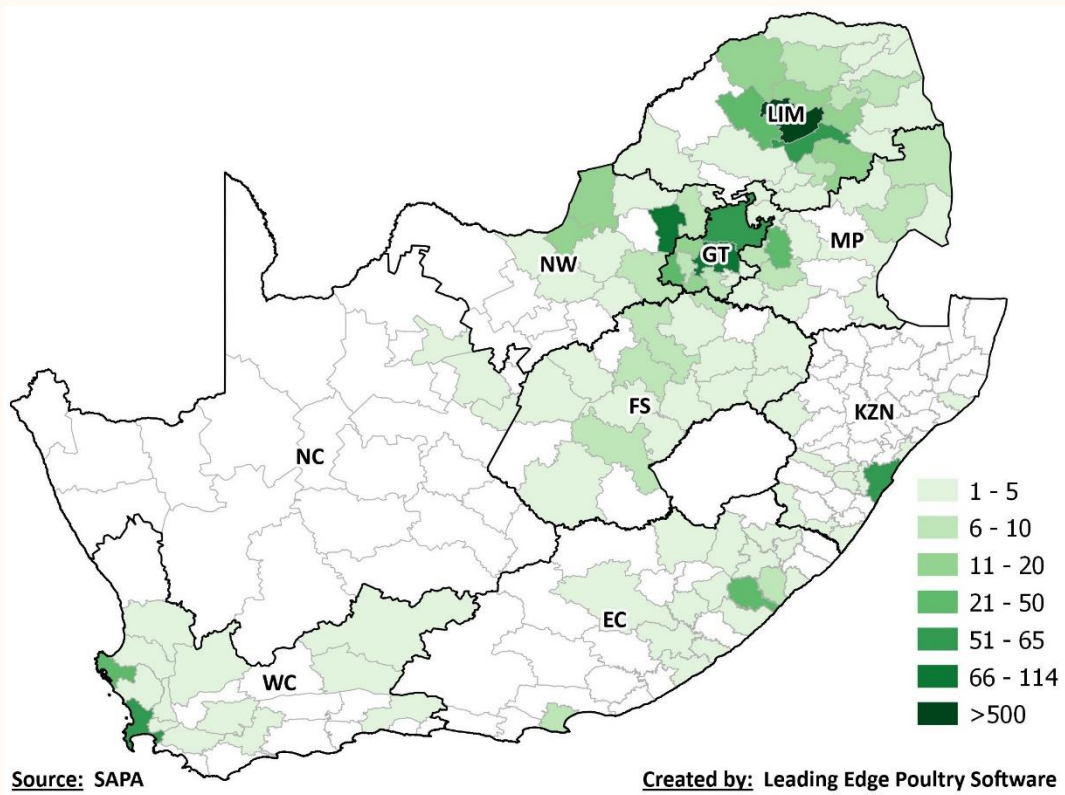 LIM
MP
GT
NW
FS
KZN
NC
EC
WC
1 - 5
6 - 10
11 - 20
21 - 50
51 - 65
66 - 114
>500
Source: SAPA
Created by: Leading Edge Poultry Software